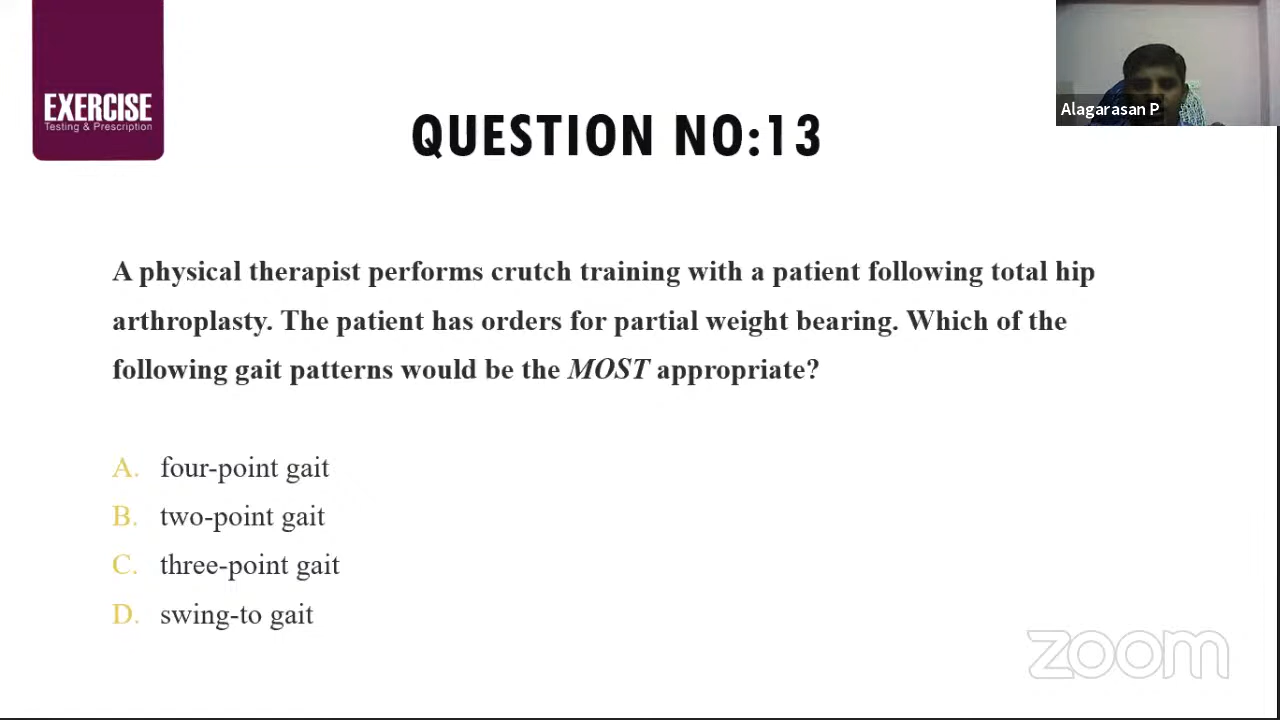 EXERCISE
Testing & Prescription
QUESTION NO:13
Alagarasan P
A physical therapist performs crutch training with a patient following total hip
arthroplasty. The patient has orders for partial weight bearing. Which of the
following gait patterns would be the MOST appropriate?
A. four-point gait
B. two-point gait
C. three-point gait
D. swing-to gait
zoom